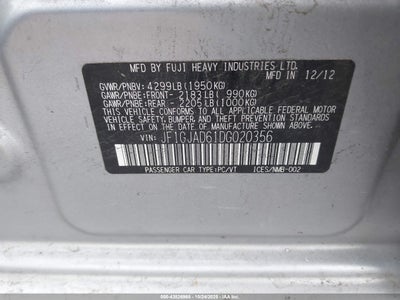 MFD. BY FUJI HEAVY INDUSTRIES LTD. 12/12
GVWR/PNBV: 4299LB(1950KG)
GAWR/PNBE:FRONT- 2183LB( 990KG)
GAWR/PNBE:REAR - 2205LB(1000KG)
THIS VEHICLE CONFORMS TO ALL APPLICABLE FEDERAL MOTOR
VEHICLE SAFETY, BUMPER, AND THEFT PREVENTION
STANDARDS IN EFFECT ON THE DATE OF MANUFACTURE
SHOWN ABOVE.
VIN: JF1GJAD61DG020356
PASSENGER CAR TYPE:PC/VT ICES/NMB-002